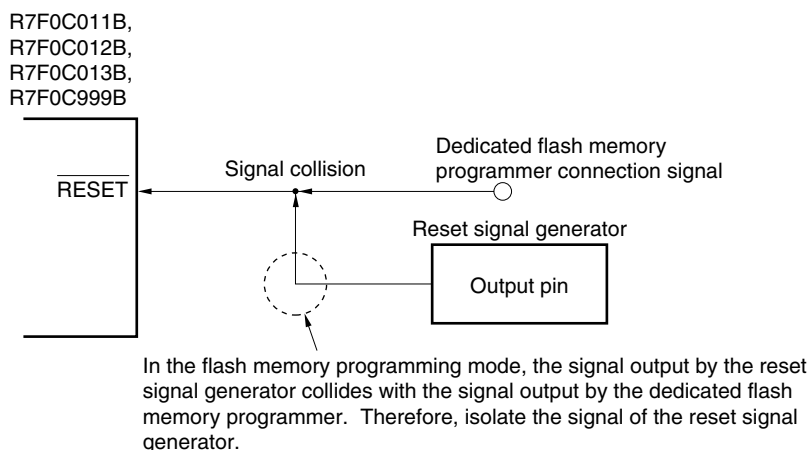 R7F0C011B,
R7F0C012B,
R7F0C013B,
R7F0C999B
Signal collision
Dedicated flash memory
programmer connection signal
RESET
Reset signal generator
Output pin
In the flash memory programming mode, the signal output by the reset
signal generator collides with the signal output by the dedicated flash
memory programmer.  Therefore, isolate the signal of the reset signal
generator.